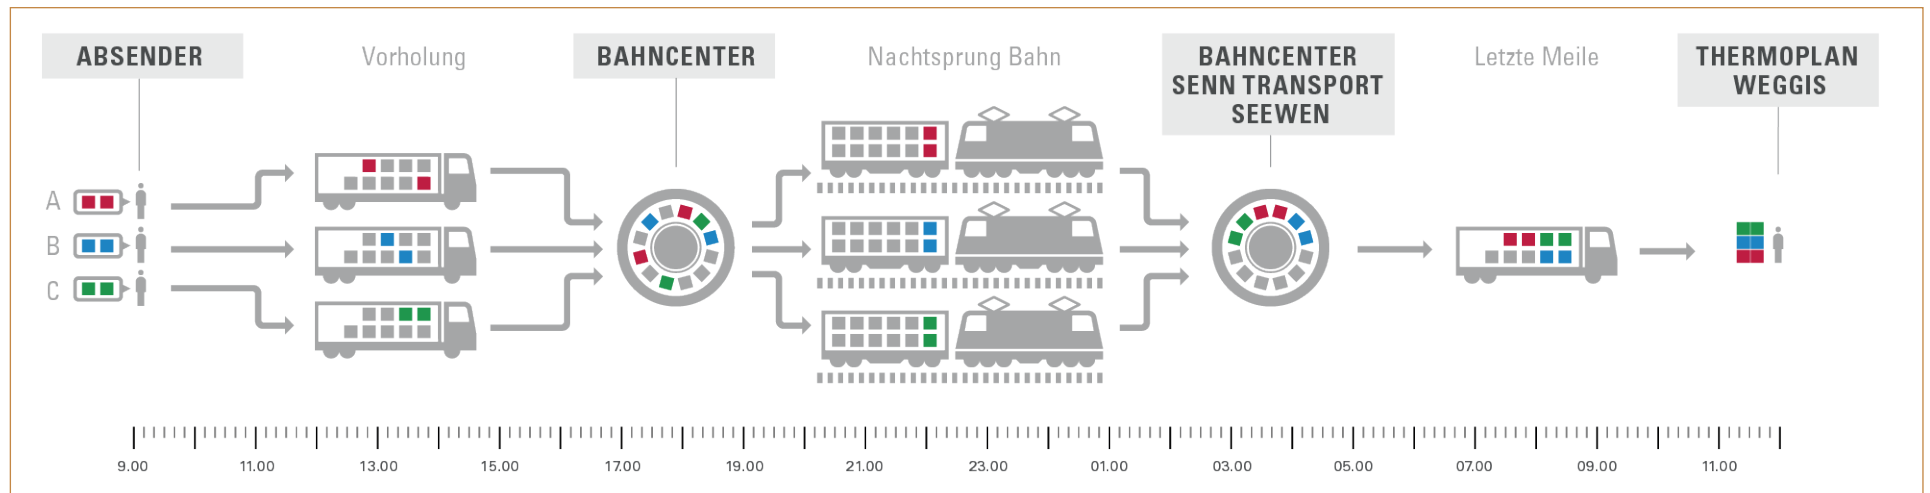 ABSENDER
Vorholung
BAHNCENTER
Nachtsprung Bahn
BAHNCENTER
SENN TRANSPORT
SEEWEN
Letzte Meile
THERMOPLAN
WEGGIS
A
B
C
9.00 11.00 13.00 15.00 17.00 19.00 21.00 23.00 01.00 03.00 05.00 07.00 09.00 11.00